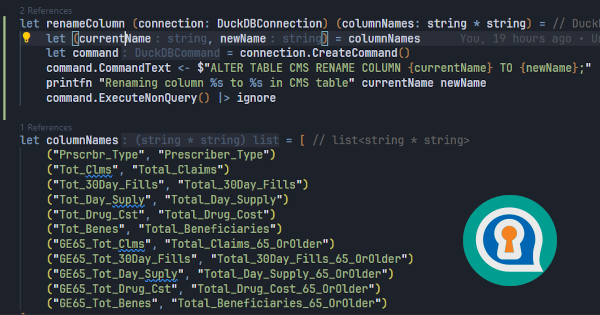 2 References
let renameColumn (connection: DuckDBConnection) (columnNames: string * string) = // Duck
let (currentName: string, newName: string) = columnNames You, 19 hours ago • Un
let command: DuckDBCommand = connection.CreateCommand()
command.CommandText <- $"ALTER TABLE CMS RENAME COLUMN {currentName} TO {newName};"
printfn "Renaming column %s to %s in CMS table" currentName newName
command.ExecuteNonQuery() |> ignore
1 References
let columnNames: (string * string) list = [ // list<string * string>
("Prscrbr_Type", "Prescriber_Type")
("Tot_Clms", "Total_Claims")
("Tot_30Day_Fills", "Total_30Day_Fills")
("Tot_Day_Suply", "Total_Day_Supply")
("Tot_Drug_Cst", "Total_Drug_Cost")
("Tot_Benes", "Total_Beneficiaries")
("GE65_Tot_Clms", "Total_Claims_65_OrOlder")
("GE65_Tot_30Day_Fills", "Total_30Day_Fills_65_OrOlder")
("GE65_Tot_Day_Suply", "Total_Day_Supply_65_OrOlder")
("GE65_Tot_Drug_Cst", "Total_Drug_Cost_65_OrOlder")
("GE65_Tot_Benes", "Total_Beneficiaries_65_OrOlder")